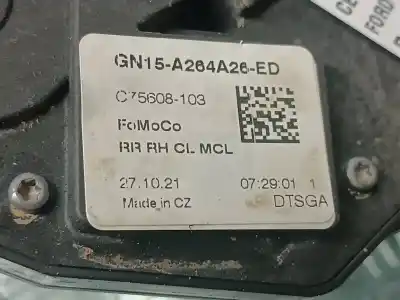 GN15-A264A26-ED
C75608-103
FoMoCo
RR RH CL MCL
27.10.21 07:29:01 1
Made in CZ DTSGA
FORD